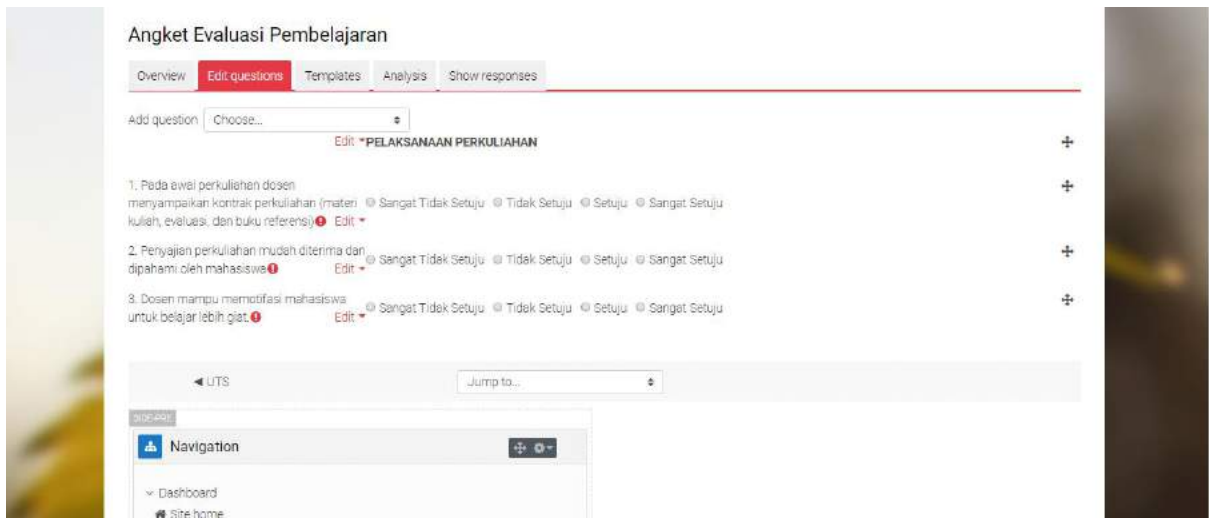 Angket Evaluasi Pembelajaran
Overview Edit questions Templates Analysis Show responses
Add question Choose...
Edit PELAKSANAAN PERKULIAHAN
1. Pada awal perkuliahan dosen
menyampaikan kontrak perkuliahan (materi Sangat Tidak Setuju Tidak Setuju Setuju Sangat Setuju
kuliah, evaluasi, dan buku referensi) Edit
2. Penyajian perkuliahan mudah diterima dan
Sangat Tidak Setuju Tidak Setuju Setuju Sangat Setuju
dipahami oleh mahasiswa Edit
3. Dosen mampu memotifasi mahasiswa
Sangat Tidak Setuju Tidak Setuju Setuju Sangat Setuju
untuk belajar lebih giat. Edit
UTS Jump to...
SIDE-PRE
Navigation
Dashboard
Site home